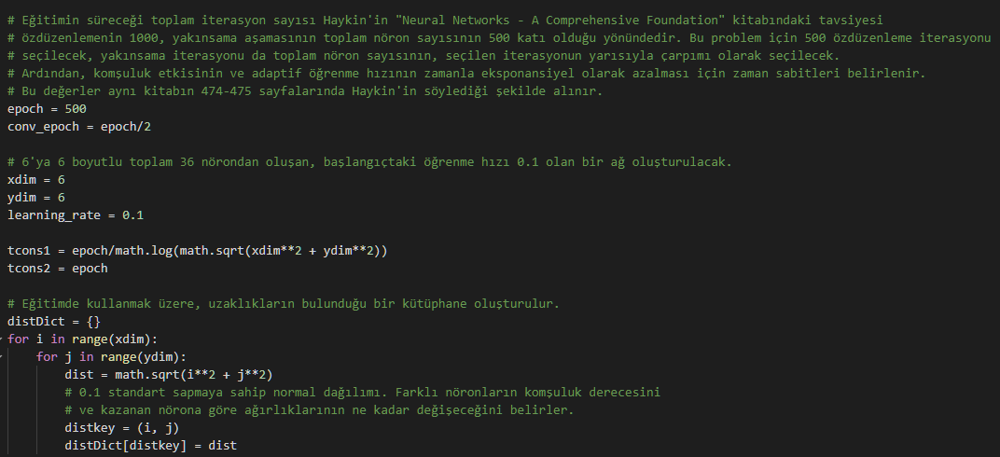 # Eğitimin süreceği toplam iterasyon sayısı Haykin'in "Neural Networks - A Comprehensive Foundation" kitabındaki tavsiyesi
# özdüzenlemenin 1000, yakınsama aşamasının toplam nöron sayısının 500 katı olduğu yönündedir. Bu problem için 500 özdüzenleme iterasyonu
# seçilecek, yakınsama iterasyonu da toplam nöron sayısının, seçilen iterasyonun yarısıyla çarpımı olarak seçilecek.
# Ardından, komşuluk etkisinin ve adaptif öğrenme hızının zamanla eksponansiyel olarak azalması için zaman sabitleri belirlenir.
# Bu değerler aynı kitabın 474-475 sayfalarında Haykin'in söylediği şekilde alınır.
epoch = 500
conv_epoch = epoch/2
# 6'ya 6 boyutlu toplam 36 nörondan oluşan, başlangıçtaki öğrenme hızı 0.1 olan bir ağ oluşturulacak.
xdim = 6
ydim = 6
learning_rate = 0.1
tcons1 = epoch/math.log(math.sqrt(xdim**2 + ydim**2))
tcons2 = epoch
# Eğitimde kullanmak üzere, uzaklıkların bulunduğu bir kütüphane oluşturulur.
distDict = {}
for i in range(xdim):
    for j in range(ydim):
        dist = math.sqrt(i**2 + j**2)
        # 0.1 standart sapmaya sahip normal dağılımı. Farklı nöronların komşuluk derecesini
        # ve kazanan nörona göre ağırlıklarının ne kadar değişeceğini belirler.
        distkey = (i, j)
        distDict[distkey] = dist